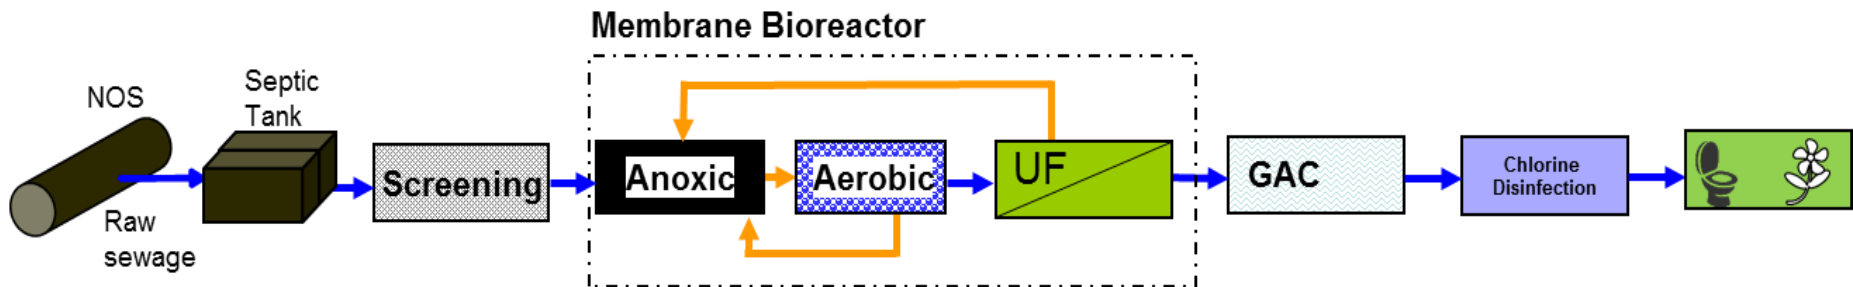 Membrane Bioreactor
NOS
Septic
Tank
Raw
sewage
Screening
Anoxic
Aerobic
UF
GAC
Chlorine
Disinfection